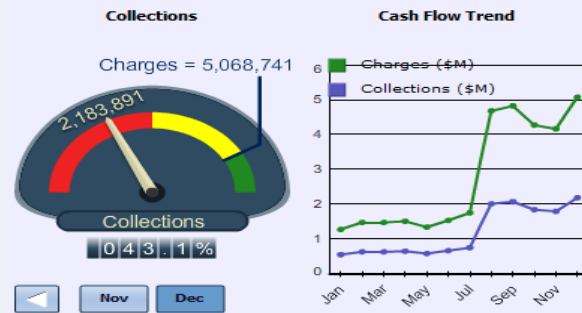 Collections
Charges = 5,068,741
2,183,891
Collections
043.1%
Nov
Dec
Cash Flow Trend
Charges ($M)
Collections ($M)
6
5
4
3
2
1
0
Jan
Mar
May
Jul
Sep
Nov